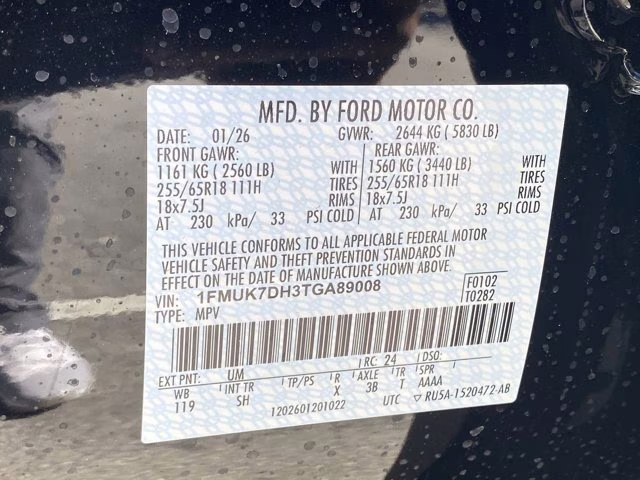 MFD. BY FORD MOTOR CO.
DATE: 01/26 GVWR: 2644 KG ( 5830 LB)
FRONT GAWR: REAR GAWR:
1161 KG ( 2560 LB) WITH 1560 KG ( 3440 LB) WITH
255/65R18 111H TIRES 255/65R18 111H TIRES
18x7.5J RIMS 18x7.5J RIMS
AT 230 kPa/ 33 PSI COLD AT 230 kPa/ 33 PSI COLD
THIS VEHICLE CONFORMS TO ALL APPLICABLE FEDERAL MOTOR
VEHICLE SAFETY AND THEFT PREVENTION STANDARDS IN
EFFECT ON THE DATE OF MANUFACTURE SHOWN ABOVE.
VIN: 1FMUK7DH3TGA89008 F0102
TYPE: MPV T0282
EXT PNT: UM RC: 24 DSO:
WB INT TR TP/PS R AXLE TR SPR
119 SH X 3B T AAAA
1202601201022 UTC ▽ RU5A-1520472-AB